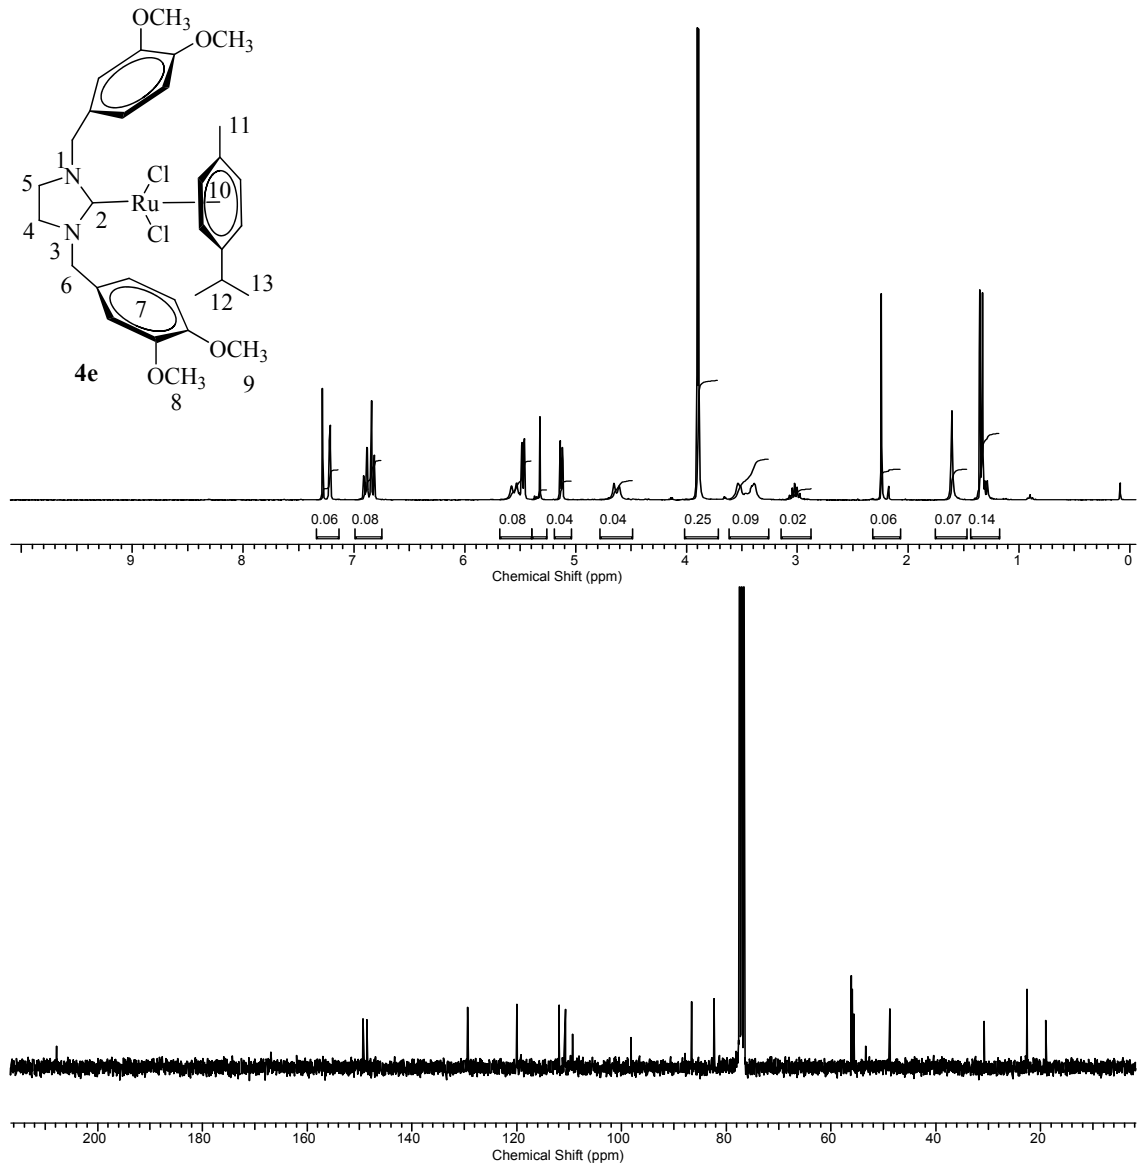 OCH3
OCH3
11
1
N
Cl
5
10
Ru
2
4
Cl
N
3
13
6
12
7
OCH3
4e
OCH3
9
8
0.06 0.08 0.08 0.04 0.04 0.25 0.09 0.02 0.06 0.07 0.14
9 8 7 6 5 4 3 2 1 0
Chemical Shift (ppm)
200 180 160 140 120 100 80 60 40 20
Chemical Shift (ppm)